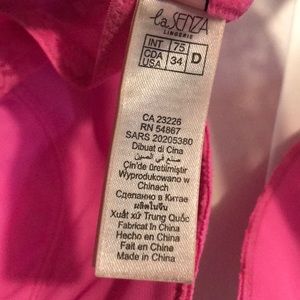 la SENZA
LINGERIE
INT 75 D
CDA USA 34
CA 23226
RN 54867
SARS 20205380
Dibuat di Cina
صنع في الصين
Çin'de üretilmiştir
Wyprodukowano w
Chinach
Сделано в Китае
ผลิตในจีน
Xuất xứ Trung Quốc
Fabricat în China
Hecho en China
Fait en Chine
Made in China